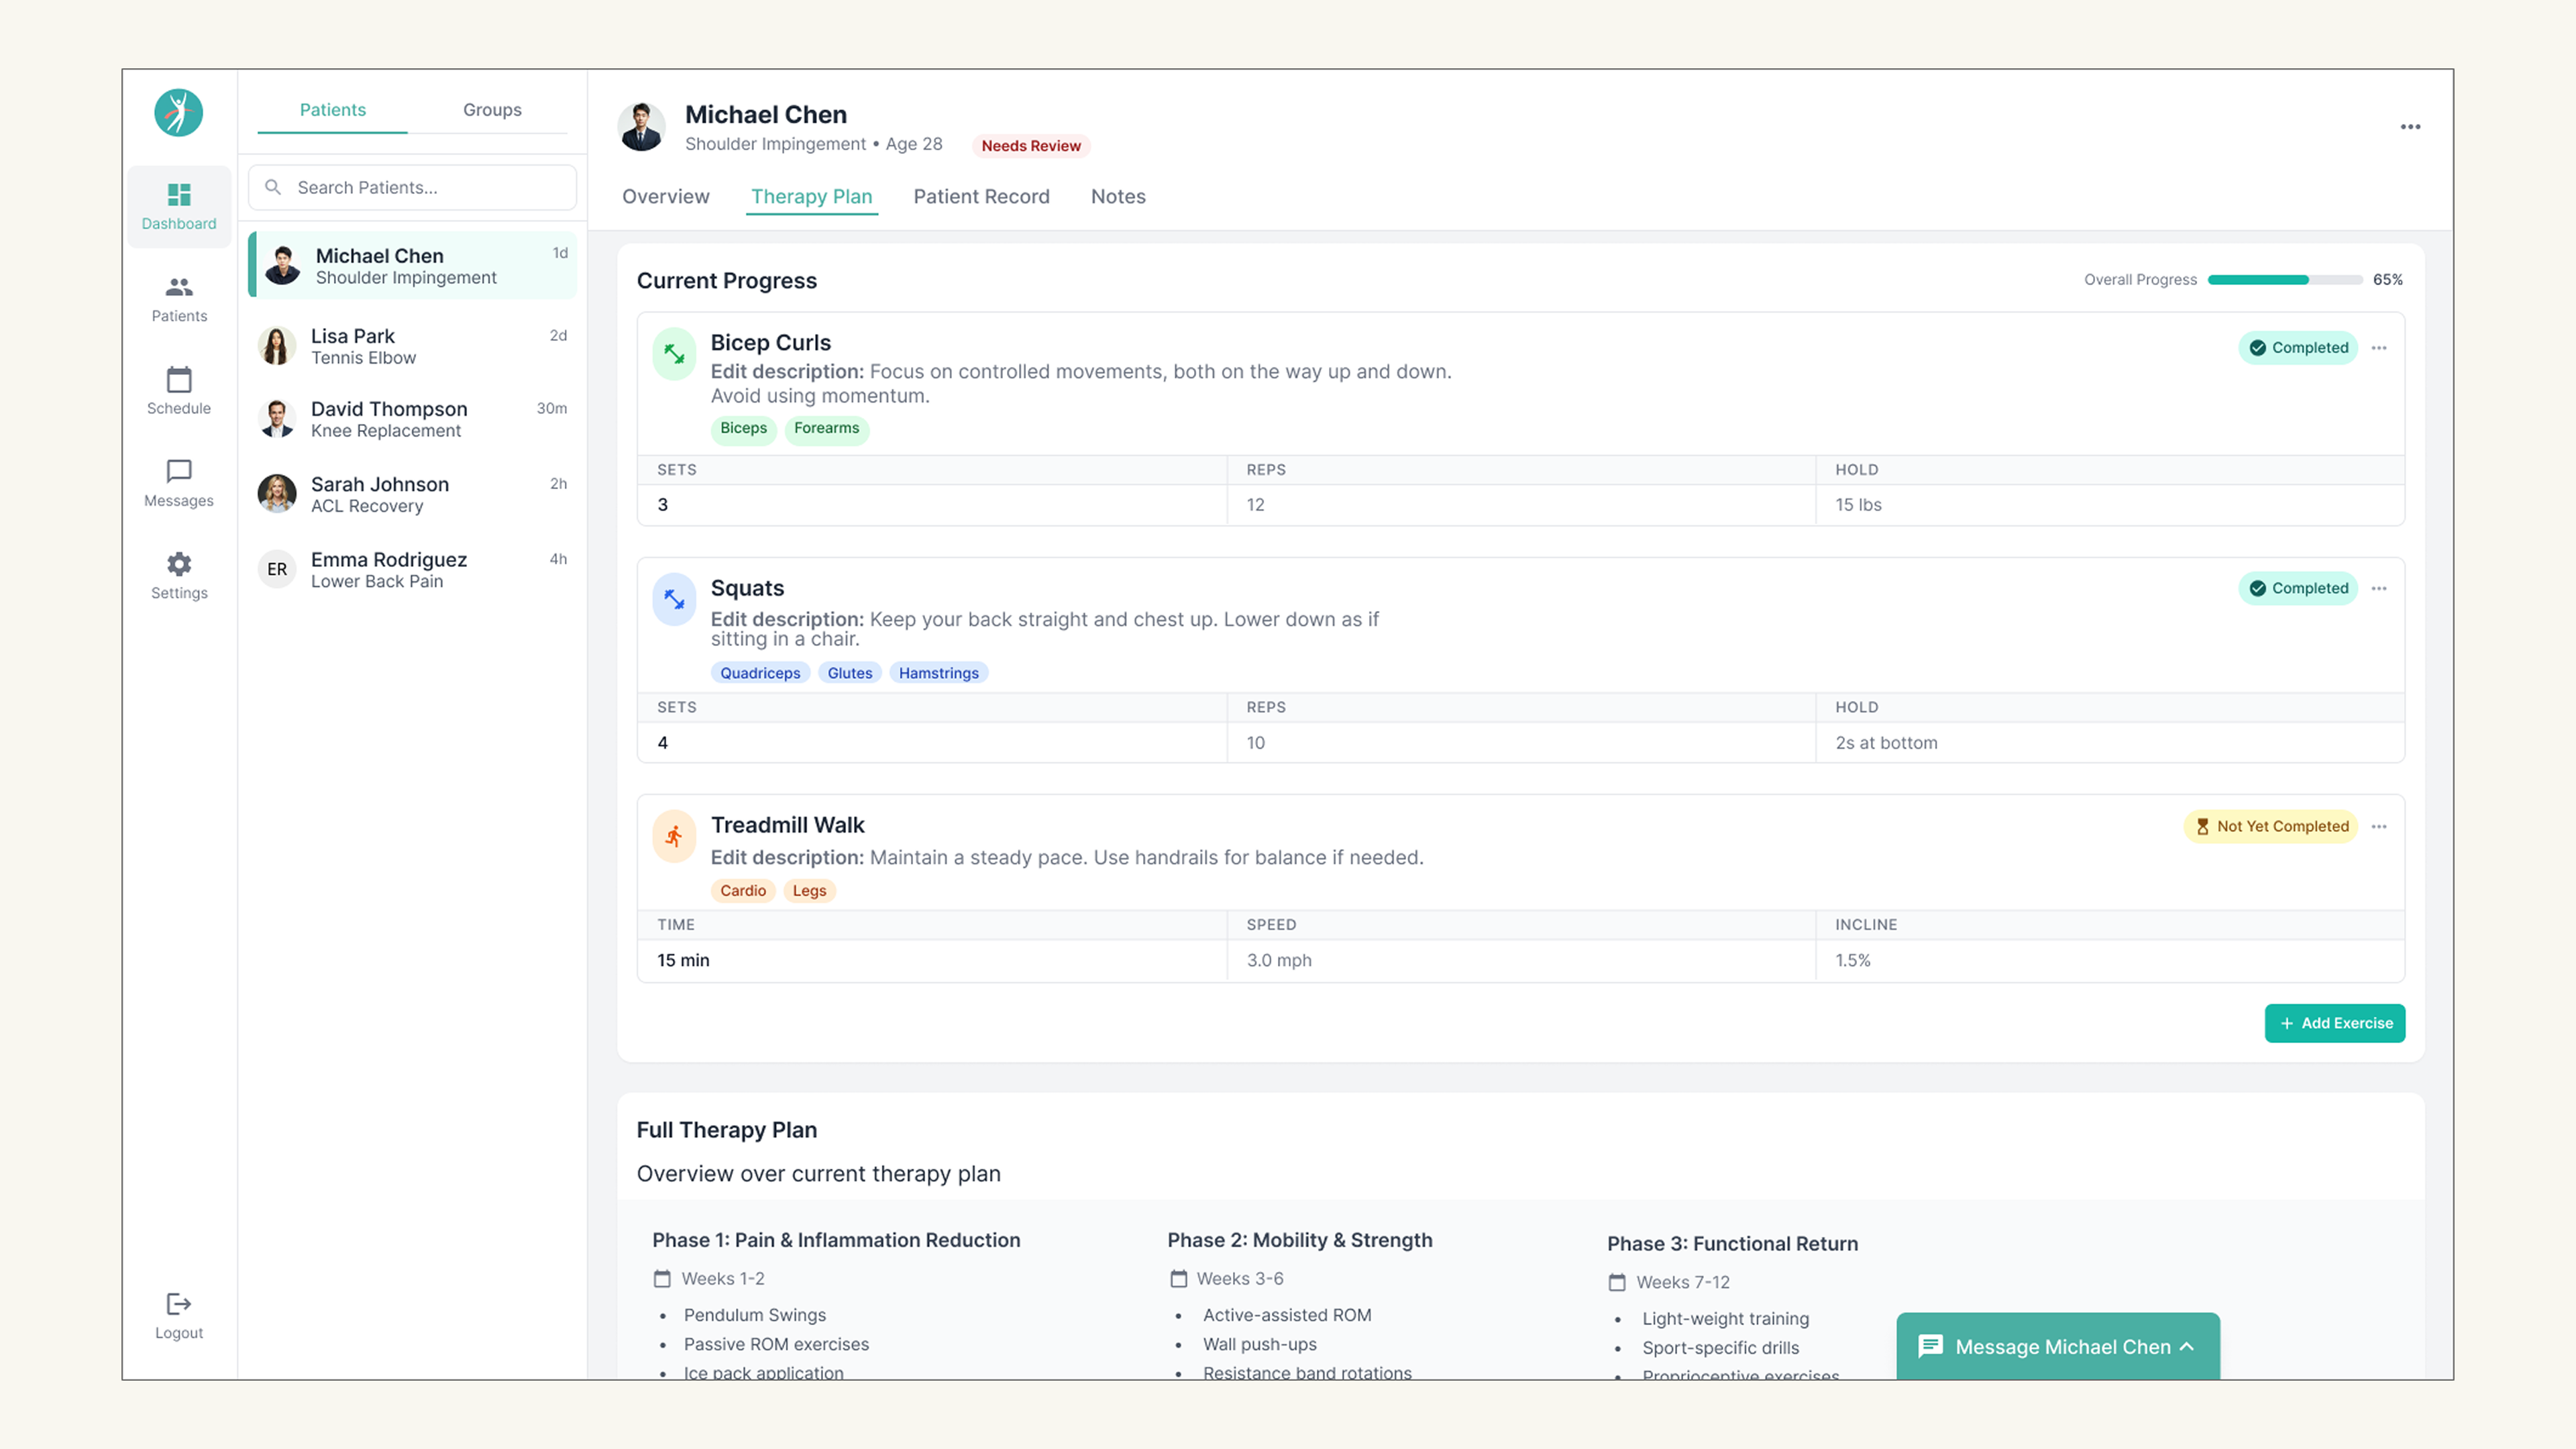 Patients
Groups
Search Patients...
Dashboard
Patients
Schedule
Messages
Settings
Logout
Michael Chen
1d
Shoulder Impingement
Lisa Park
2d
Tennis Elbow
David Thompson
30m
Knee Replacement
Sarah Johnson
2h
ACL Recovery
ER
Emma Rodriguez
4h
Lower Back Pain
Michael Chen
Shoulder Impingement • Age 28
Needs Review
Overview
Therapy Plan
Patient Record
Notes
Current Progress
Overall Progress
65%
Bicep Curls
Completed
Edit description: Focus on controlled movements, both on the way up and down.
Avoid using momentum.
Biceps
Forearms
SETS
REPS
HOLD
3
12
15 lbs
Squats
Completed
Edit description: Keep your back straight and chest up. Lower down as if
sitting in a chair.
Quadriceps
Glutes
Hamstrings
SETS
REPS
HOLD
4
10
2s at bottom
Treadmill Walk
Not Yet Completed
Edit description: Maintain a steady pace. Use handrails for balance if needed.
Cardio
Legs
TIME
SPEED
INCLINE
15 min
3.0 mph
1.5%
+ Add Exercise
Full Therapy Plan
Overview over current therapy plan
Phase 1: Pain & Inflammation Reduction
Weeks 1-2
• Pendulum Swings
• Passive ROM exercises
• Ice pack application
Phase 2: Mobility & Strength
Weeks 3-6
• Active-assisted ROM
• Wall push-ups
• Resistance band rotations
Phase 3: Functional Return
Weeks 7-12
• Light-weight training
• Sport-specific drills
• Proprioceptive exercises
Message Michael Chen